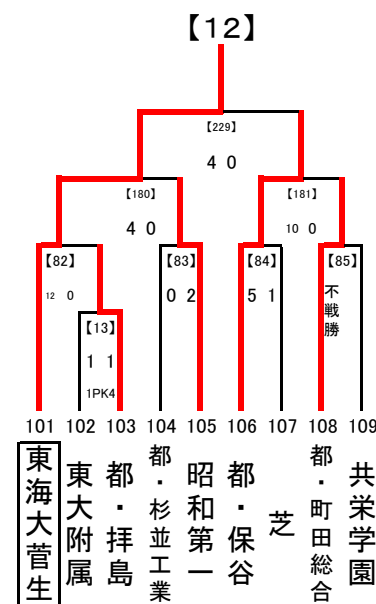 【12】
【229】
4 0
【180】
【181】
4 0
10 0
【82】
【83】
【84】
【85】
12 0
0 2
5 1
不戦勝
【13】
1 1
1PK4
101 102 103 104 105 106 107 108 109
東海大菅生
東大附属
都・拝島
都・杉並工業
昭和第一
都・保谷
芝
都・町田総合
共栄学園